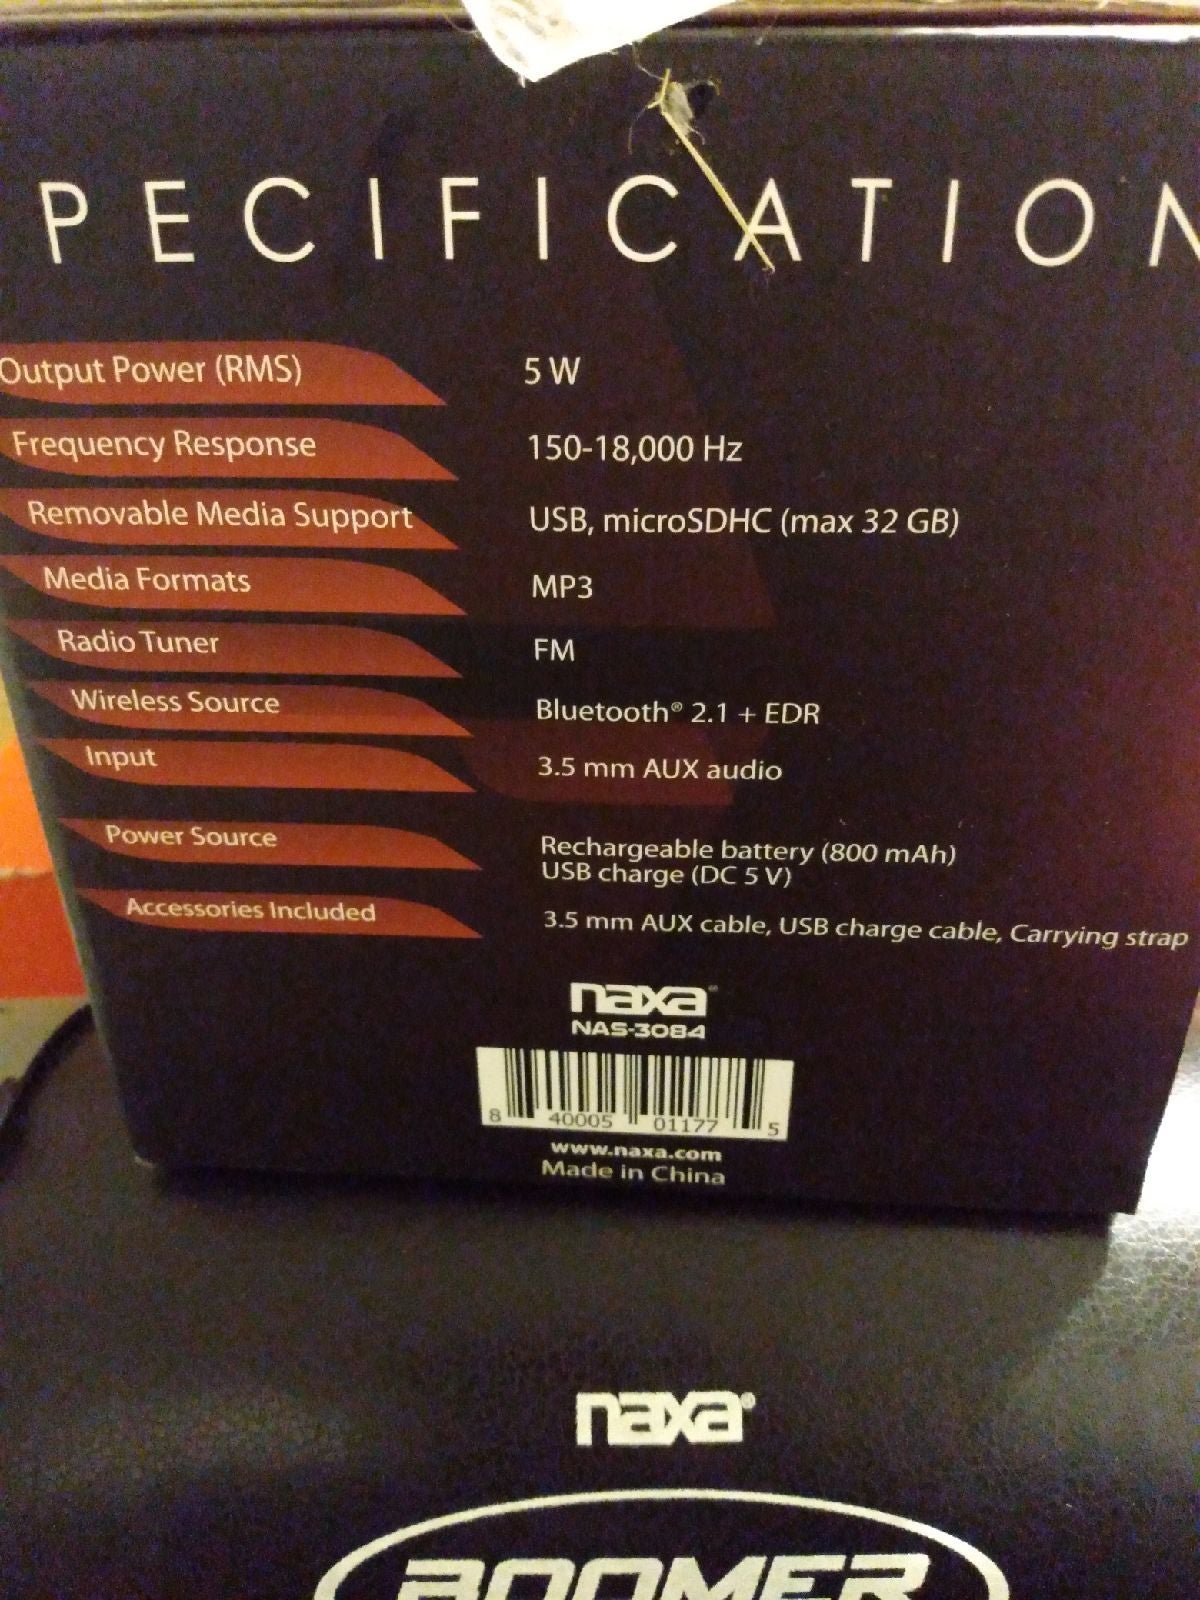 PECIFICATION
Output Power (RMS) 5 W
Frequency Response 150-18,000 Hz
Removable Media Support USB, microSDHC (max 32 GB)
Media Formats MP3
Radio Tuner FM
Wireless Source Bluetooth® 2.1 + EDR
Input 3.5 mm AUX audio
Power Source Rechargeable battery (800 mAh)
USB charge (DC 5 V)
Accessories Included 3.5 mm AUX cable, USB charge cable, Carrying strap
naxa®
NAS-3084
8 40005 01177 5
www.naxa.com
Made in China
naxa®
BOOMER